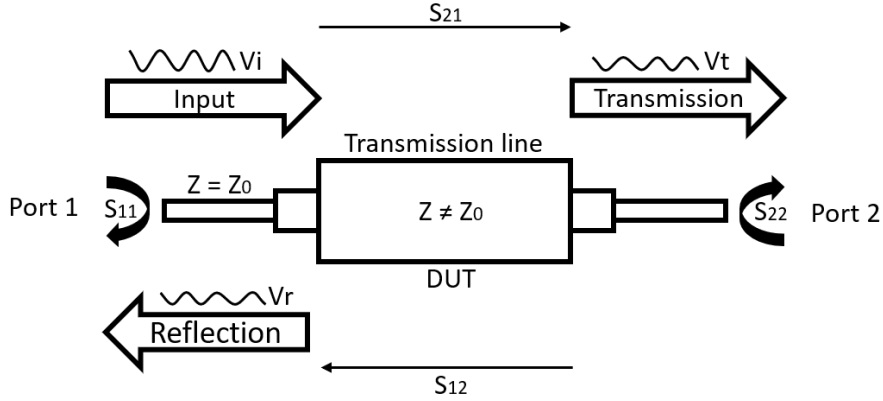 S21
Vi
Vt
Input
Transmission
Transmission line
Z = Z0
Port 1
S11
Z ≠ Z0
S22
Port 2
DUT
Vr
Reflection
S12